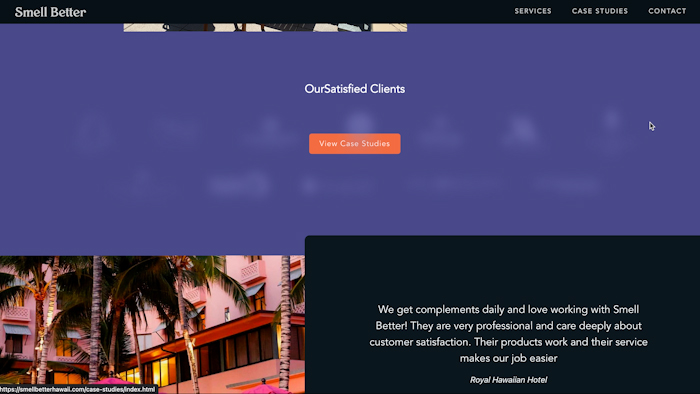 Smell Better
SERVICES CASE STUDIES CONTACT
OurSatisfied Clients
View Case Studies
We get complements daily and love working with Smell
Better! They are very professional and care deeply about
customer satisfaction. Their products work and their service
makes our job easier
Royal Hawaiian Hotel
https://smellbetterhawaii.com/case-studies/index.html